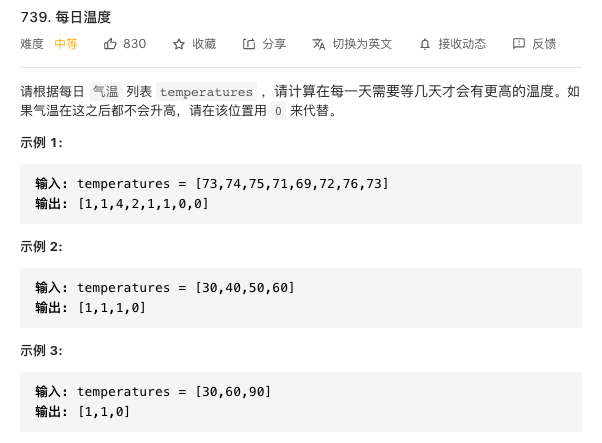 739. 每日温度
难度 中等 830 收藏 分享 切换为英文 接收动态 反馈
请根据每日 气温 列表 temperatures ，请计算在每一天需要等几天才会有更高的温度。如
果气温在这之后都不会升高，请在该位置用 0 来代替。
示例 1:
输入: temperatures = [73,74,75,71,69,72,76,73]
输出: [1,1,4,2,1,1,0,0]
示例 2:
输入: temperatures = [30,40,50,60]
输出: [1,1,1,0]
示例 3:
输入: temperatures = [30,60,90]
输出: [1,1,0]